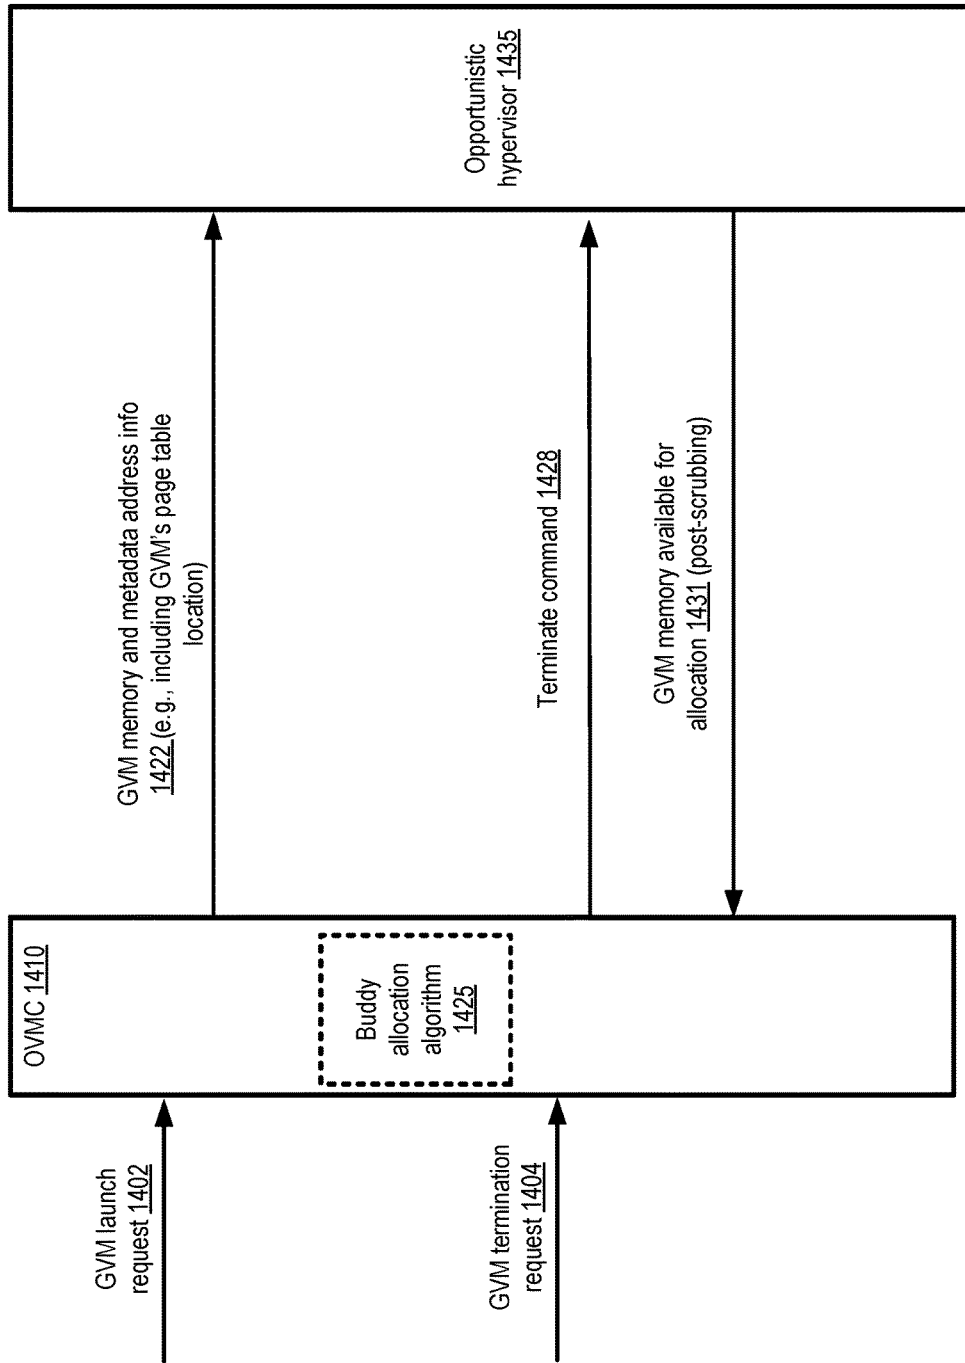 GVM launch
request 1402
GVM termination
request 1404
OVMC 1410
Buddy
allocation
algorithm
1425
GVM memory and metadata address info
1422 (e.g., including GVM's page table
location)
Terminate command 1428
GVM memory available for
allocation 1431 (post-scrubbing)
Opportunistic
hypervisor 1435